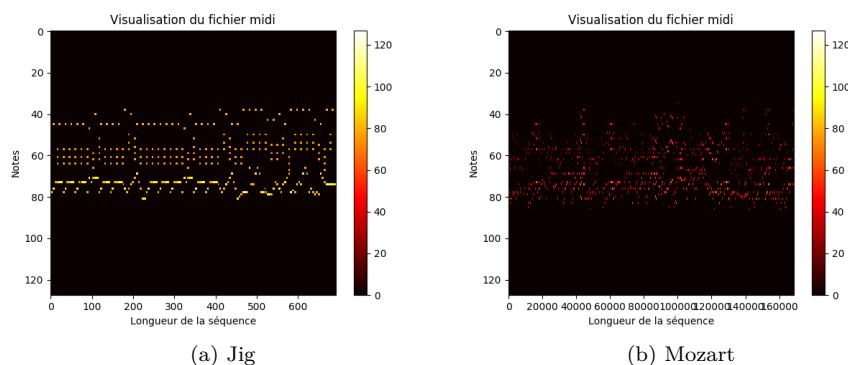 Visualisation du fichier midi
0
20
40
60
80
100
120
Notes
0 100 200 300 400 500 600
Longueur de la séquence
120
100
80
60
40
20
0
(a) Jig
Visualisation du fichier midi
0
20
40
60
80
100
120
Notes
0 20000 40000 60000 80000 100000 120000 140000 160000
Longueur de la séquence
120
100
80
60
40
20
0
(b) Mozart